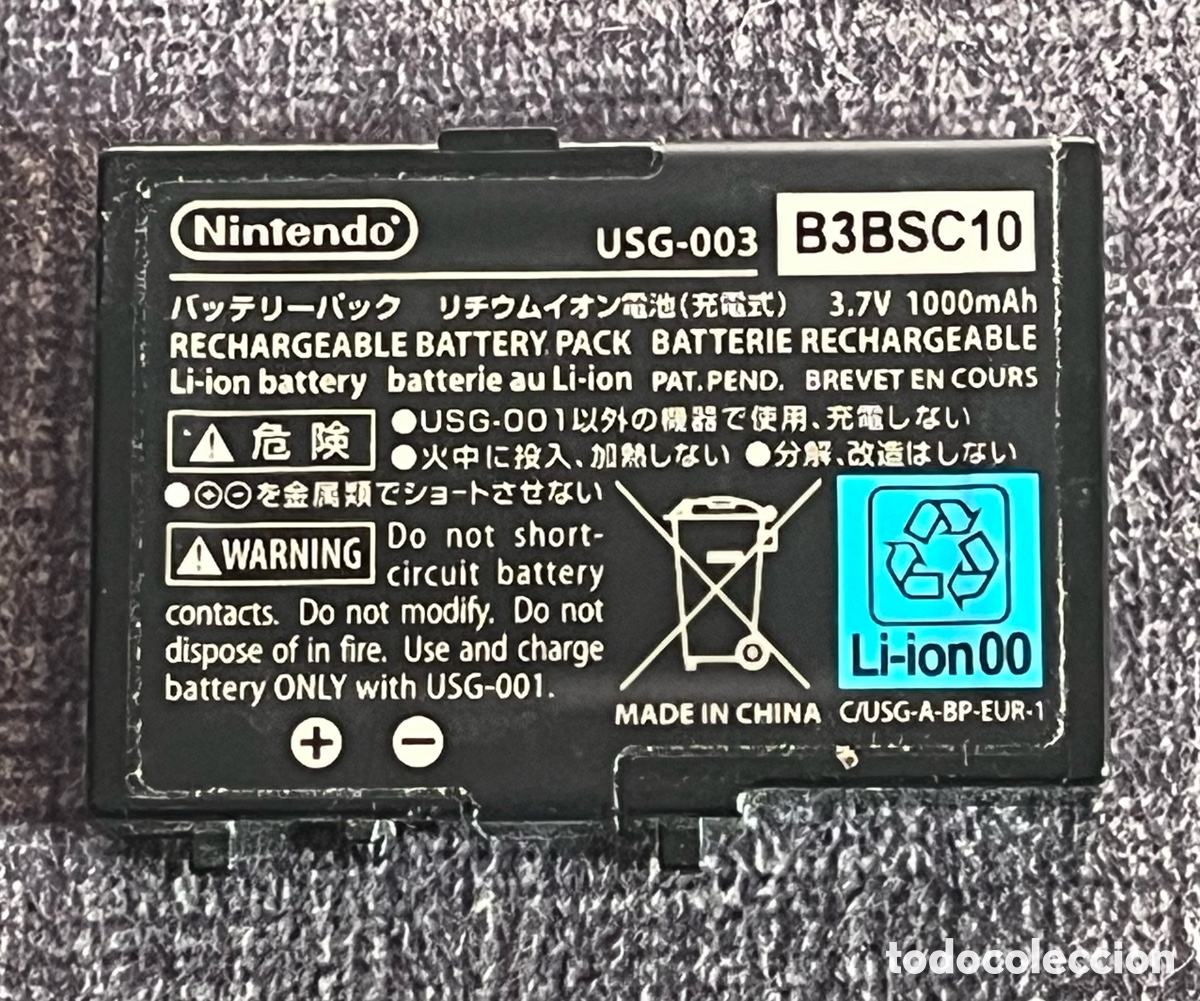 Nintendo®
USG-003 B3BSC10
バッテリーパック リチウムイオン電池(充電式) 3.7V 1000mAh
RECHARGEABLE BATTERY PACK BATTERIE RECHARGEABLE
Li-ion battery batterie au Li-ion PAT.PEND. BREVET EN COURS
危険 ●USG-001以外の機器で使用、充電しない
●火中に投入、加熱しない ●分解、改造はしない
●⊕⊖を金属類でショートさせない
WARNING Do not short-
circuit battery
contacts. Do not modify. Do not
dispose of in fire. Use and charge
battery ONLY with USG-001.
Li-ion00
MADE IN CHINA C/USG-A-BP-EUR-1
+ −
todocoleccion